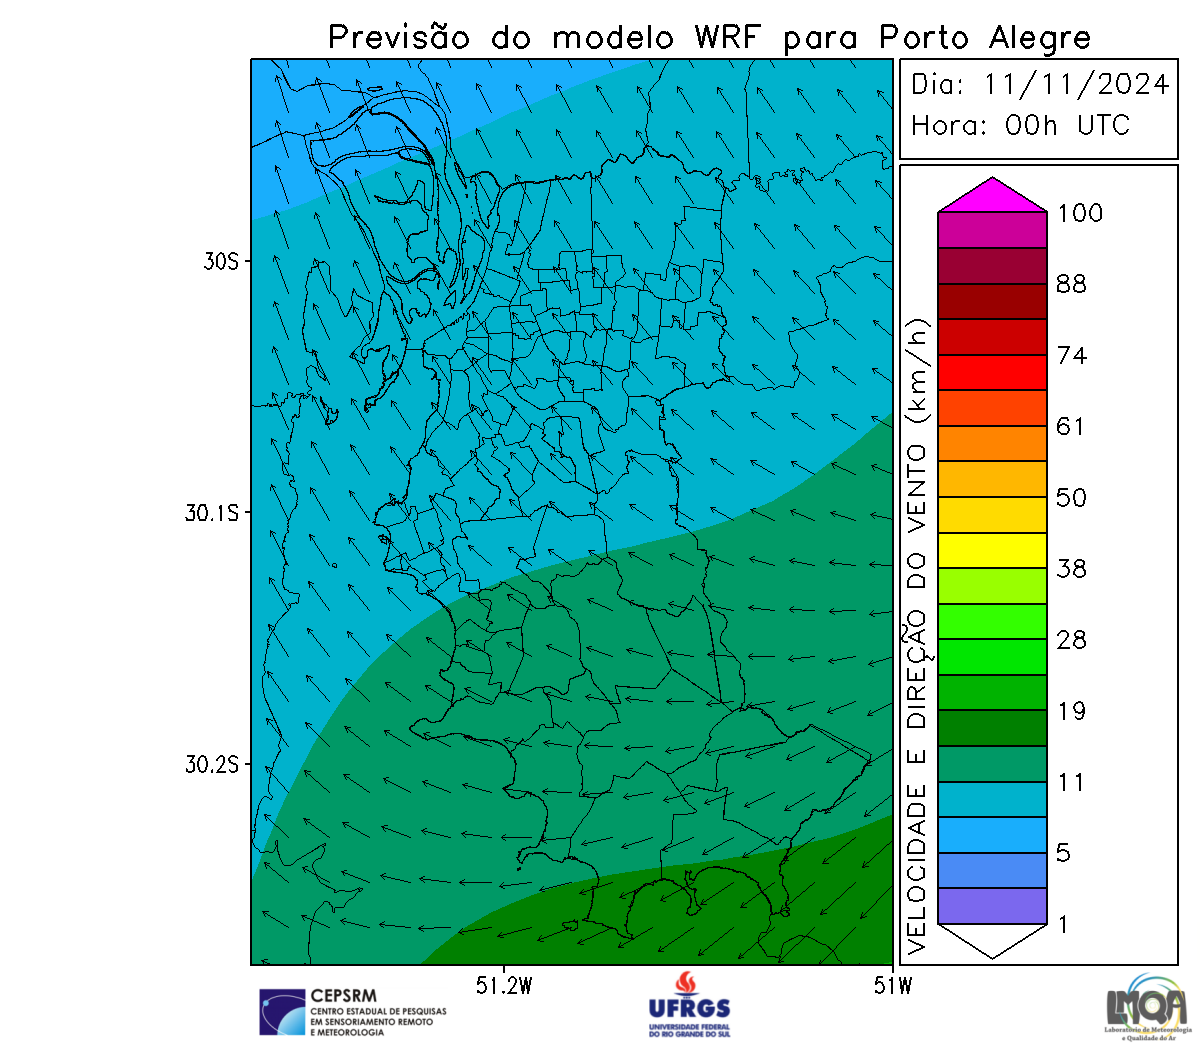 Previsão do modelo WRF para Porto Alegre
Dia: 11/11/2024
Hora: 00h UTC
30S
30.1S
30.2S
51.2W
51W
VELOCIDADE E DIREÇÃO DO VENTO (km/h)
100
88
74
61
50
38
28
19
11
5
1
CEPSRM
CENTRO ESTADUAL DE PESQUISAS
EM SENSORIAMENTO REMOTO
E METEOROLOGIA
UFRGS
UNIVERSIDADE FEDERAL
DO RIO GRANDE DO SUL
LMQA
Laboratório de Meteorologia
e Qualidade do Ar